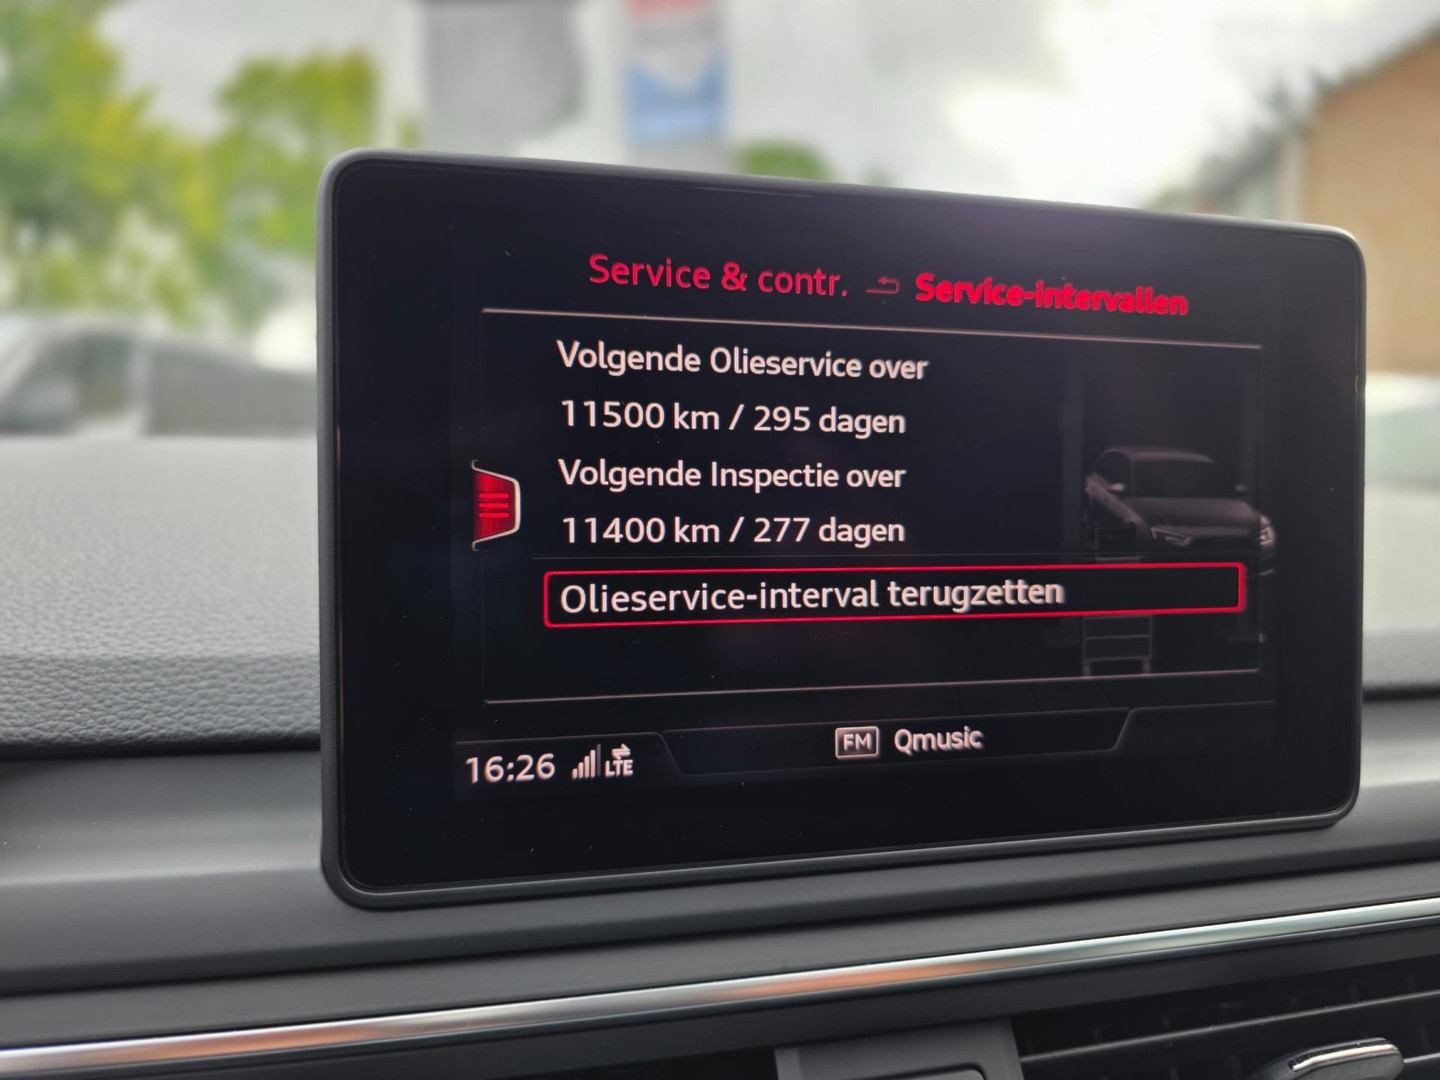 Service & contr. Service-intervallen
Volgende Olieservice over
11500 km / 295 dagen
Volgende Inspectie over
11400 km / 277 dagen
Olieservice-interval terugzetten
16:26 LTE FM Qmusic